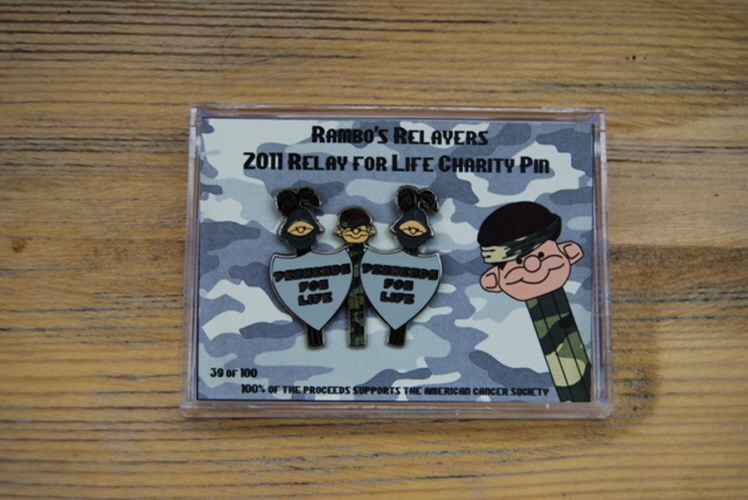 Rambo's Relayers
2011 Relay for Life Charity Pin
Pinheads
for
Life
Pinheads
for
Life
39 of 100
100% of the proceeds supports the American Cancer Society